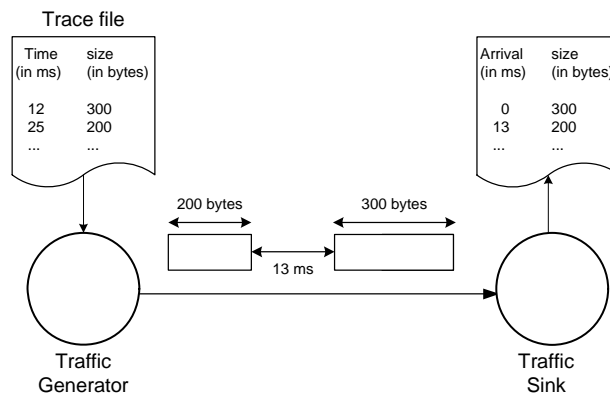 Trace file
Time size
(in ms) (in bytes)
12 300
25 200
... ...
Arrival size
(in ms) (in bytes)
0 300
13 200
... ...
200 bytes
300 bytes
13 ms
Traffic
Generator
Traffic
Sink